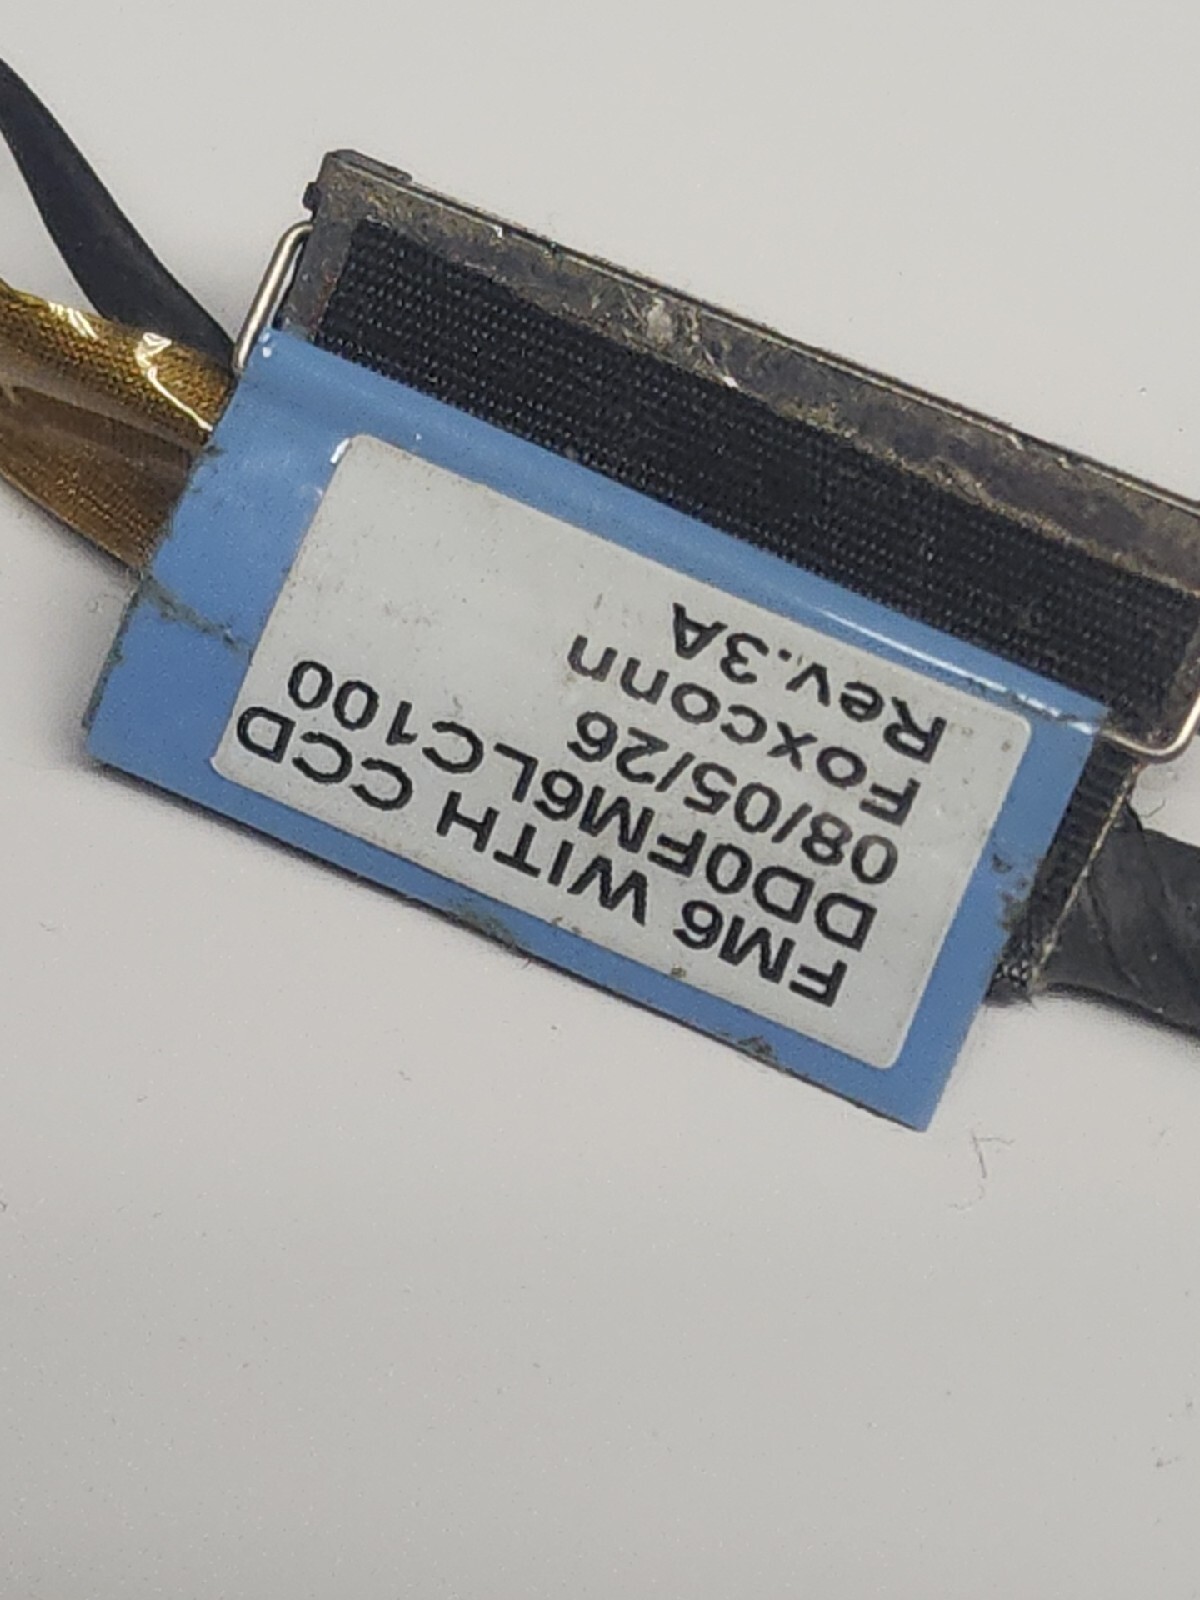 FM6 WITH CCD
DD0FM6LC100
08/05/26
Foxconn
Rev.3A